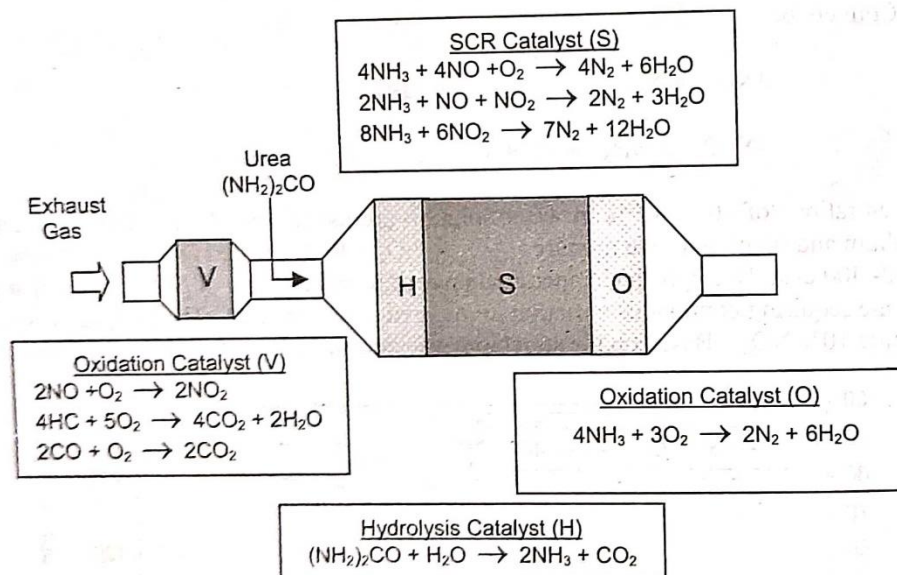 SCR Catalyst (S)
4NH₃ + 4NO +O₂ → 4N₂ + 6H₂O
2NH₃ + NO + NO₂ → 2N₂ + 3H₂O
8NH₃ + 6NO₂ → 7N₂ + 12H₂O
Urea
(NH₂)₂CO
Exhaust
Gas
V
H
S
O
Oxidation Catalyst (V)
2NO +O₂ → 2NO₂
4HC + 5O₂ → 4CO₂ + 2H₂O
2CO + O₂ → 2CO₂
Oxidation Catalyst (O)
4NH₃ + 3O₂ → 2N₂ + 6H₂O
Hydrolysis Catalyst (H)
(NH₂)₂CO + H₂O → 2NH₃ + CO₂